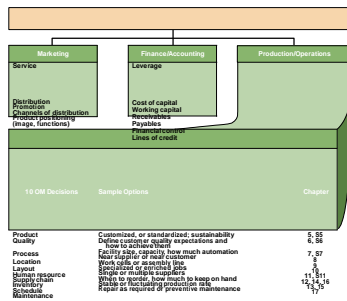 Marketing
Finance/Accounting
Production/Operations
Service
Leverage
Distribution
Promotion
Channels of distribution
Product positioning
(image, functions)
Cost of capital
Working capital
Receivables
Payables
Financial control
Lines of credit
10 OM Decisions Sample Options Chapter
Product Customized, or standardized; sustainability 5, S5
Quality Define customer quality expectations and 6, S6
how to achieve them
Process Facility size, capacity, how much automation 7, S7
Location Near supplier or near customer 8
Layout Work cells or assembly line 9
Human resource Specialized or enriched jobs 10
Supply chain Single or multiple suppliers 11, S11
Inventory When to reorder, how much to keep on hand 12, 14, 16
Schedule Stable or fluctuating production rate 13, 15
Maintenance Repair as required or preventive maintenance 17